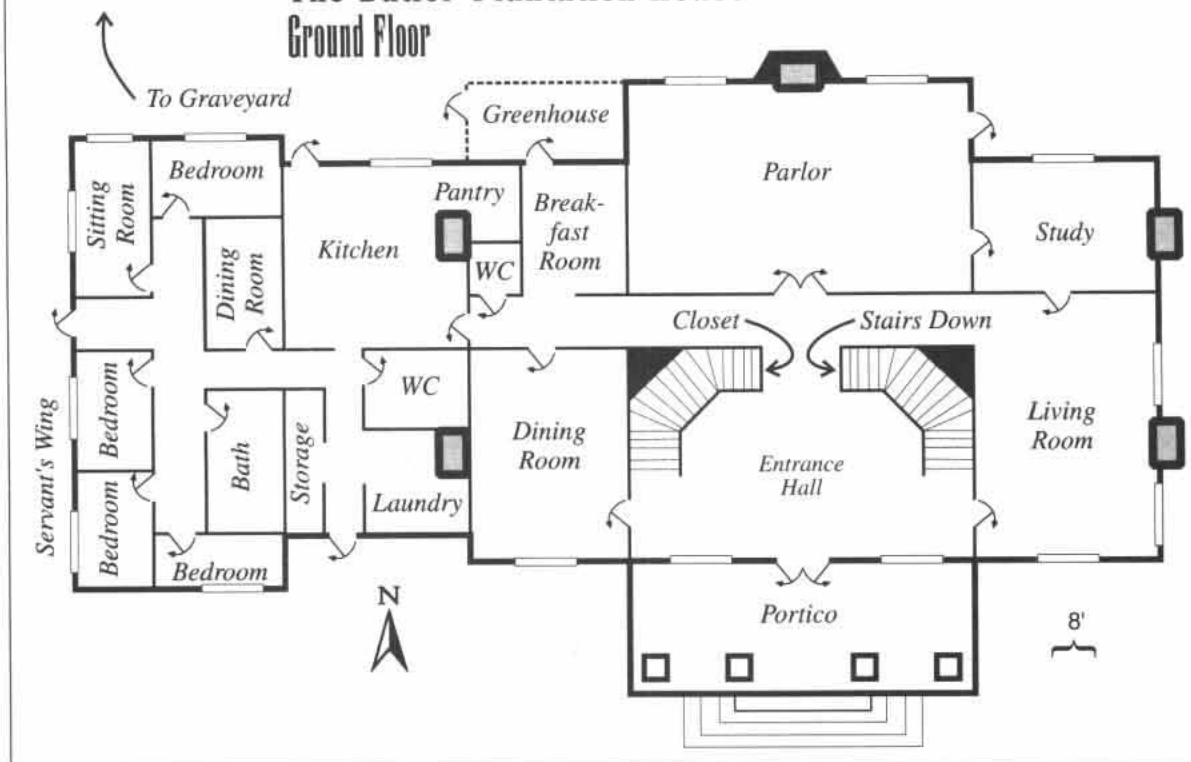 Ground Floor
To Graveyard
Greenhouse
Bedroom
Sitting
Room
Pantry
Break-
fast
Room
Parlor
Study
Kitchen
Dining
Room
WC
Closet
Stairs Down
Servant's Wing
Bedroom
Bath
Storage
WC
Dining
Room
Entrance
Hall
Living
Room
Laundry
Bedroom
Bedroom
N
Portico
8'